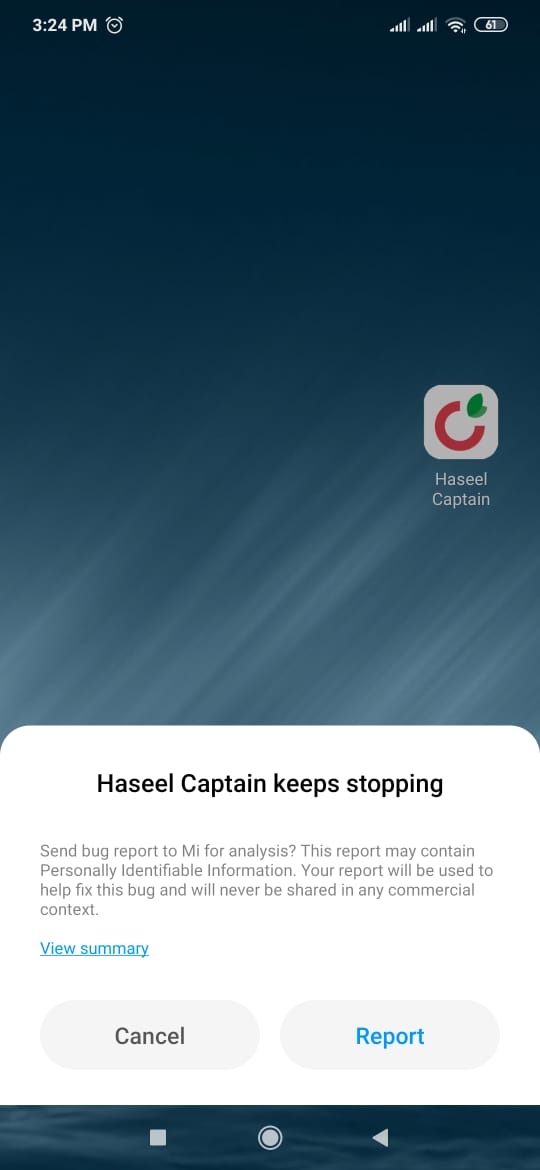 3:24 PM
61
Haseel
Captain
Haseel Captain keeps stopping
Send bug report to Mi for analysis? This report may contain
Personally Identifiable Information. Your report will be used to
help fix this bug and will never be shared in any commercial
context.
View summary
Cancel
Report